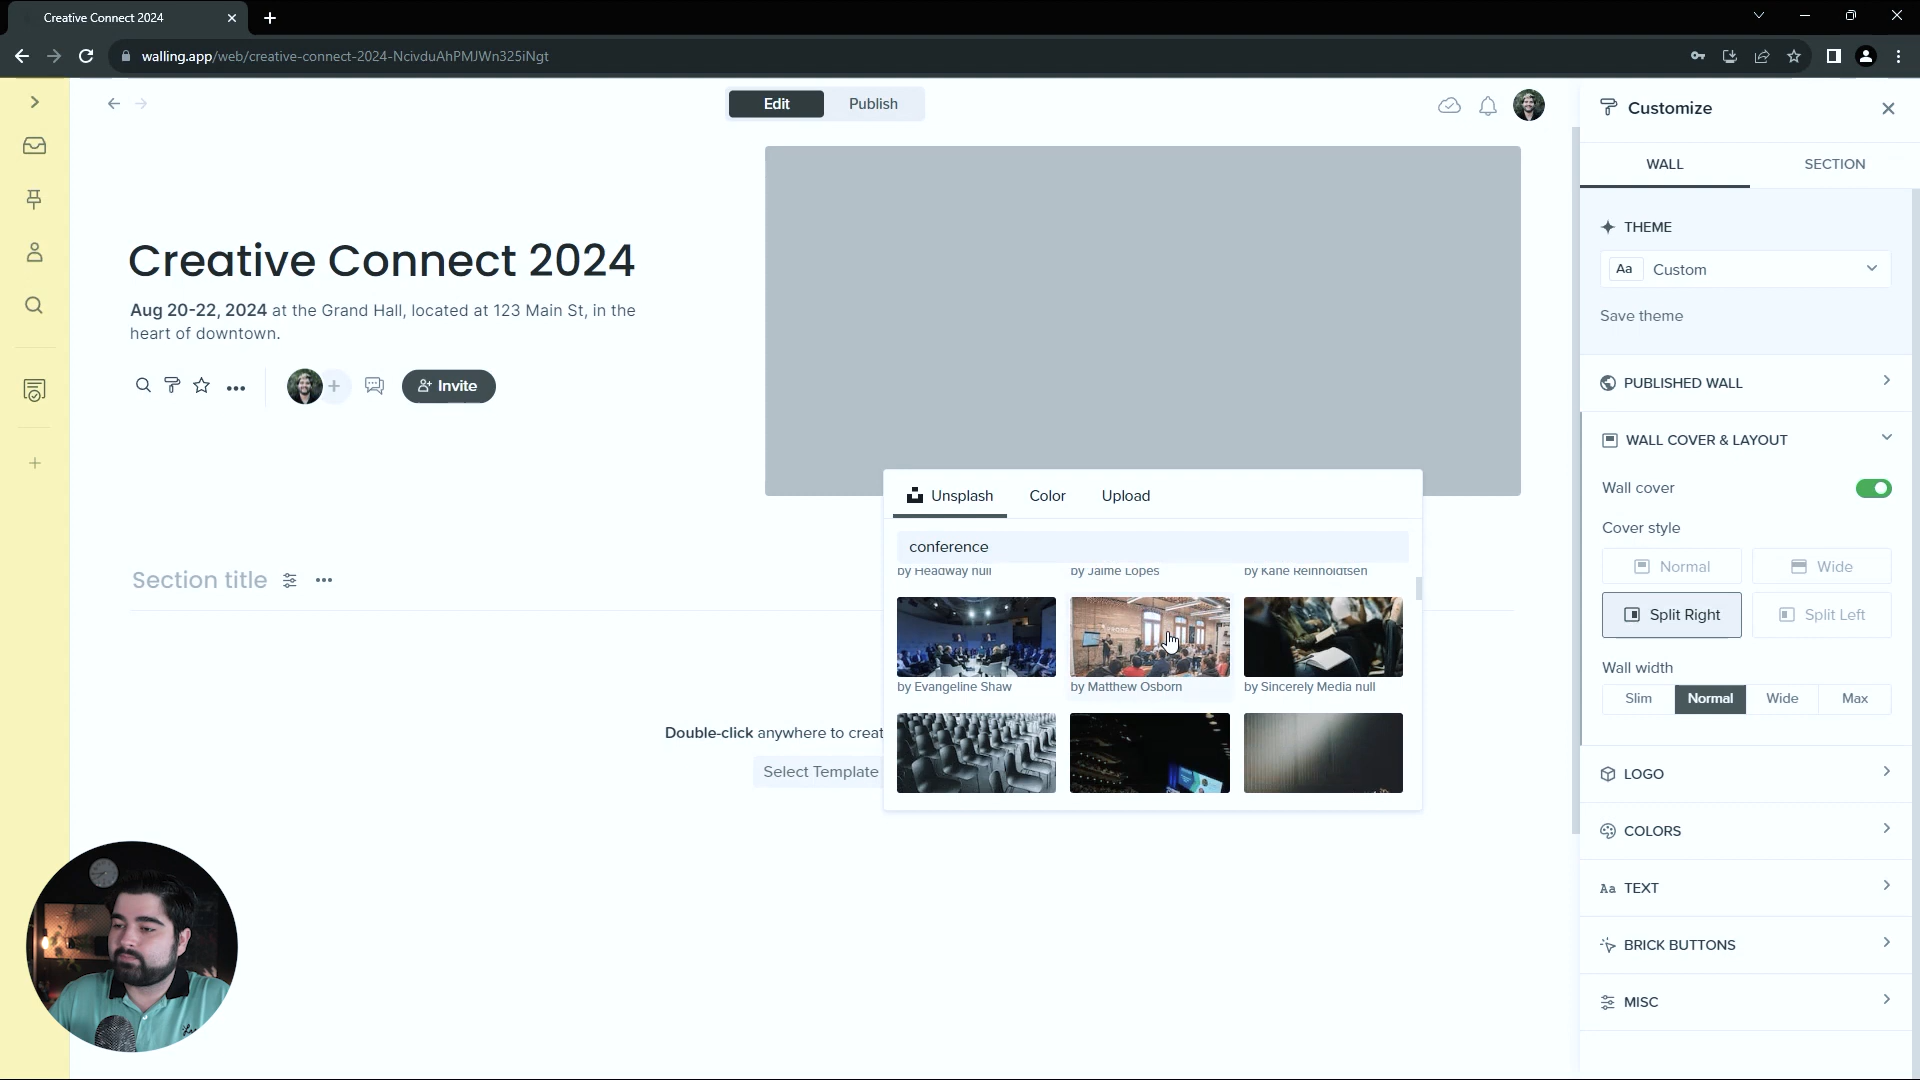 Creative Connect 2024
walling.app/web/creative-connect-2024-NcivduAhPMJWn325iNgt
Edit
Publish
Customize
WALL
SECTION
THEME
Aa Custom
Save theme
Creative Connect 2024
Aug 20-22, 2024 at the Grand Hall, located at 123 Main St, in the
heart of downtown.
Invite
PUBLISHED WALL
WALL COVER & LAYOUT
Wall cover
Cover style
Normal
Wide
Split Right
Split Left
Wall width
Slim
Normal
Wide
Max
Unsplash
Color
Upload
conference
by Headway null
by Jaime Lopes
by Kane Reinholdtsen
by Evangeline Shaw
by Matthew Osborn
by Sincerely Media null
Section title
Double-click anywhere to creat
Select Template
LOGO
COLORS
Aa TEXT
BRICK BUTTONS
MISC